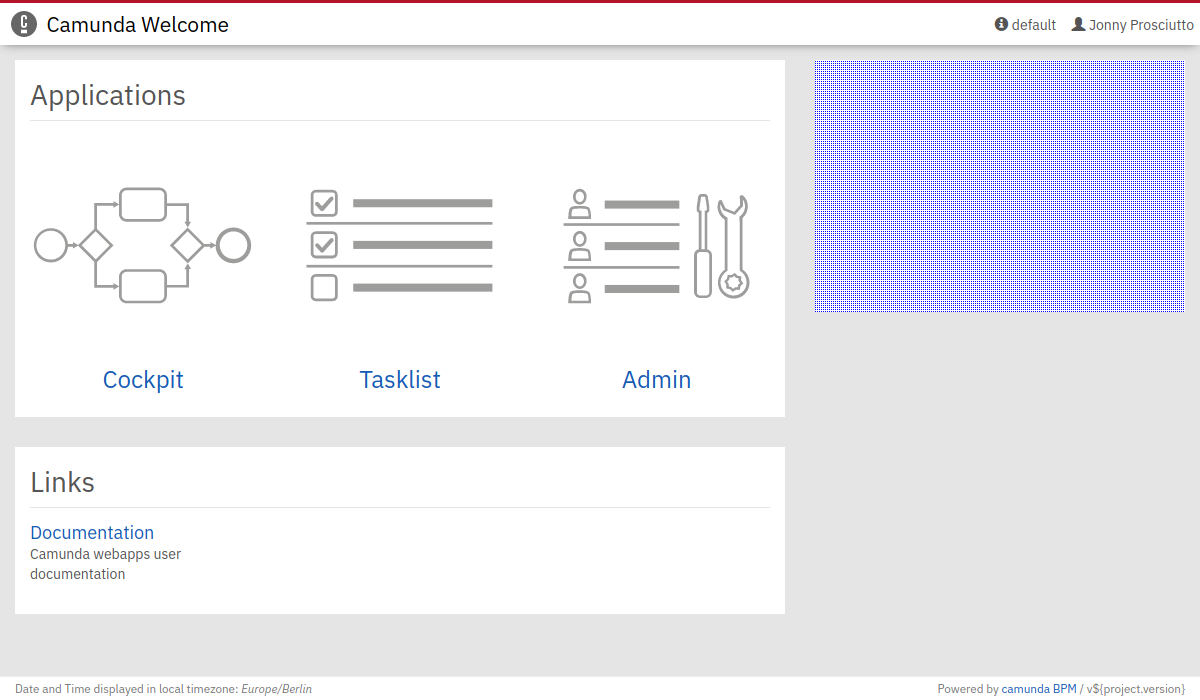 Camunda Welcome
default
Jonny Prosciutto
Applications
Cockpit
Tasklist
Admin
Links
Documentation
Camunda webapps user
documentation
Date and Time displayed in local timezone: Europe/Berlin
Powered by camunda BPM / v${project.version}